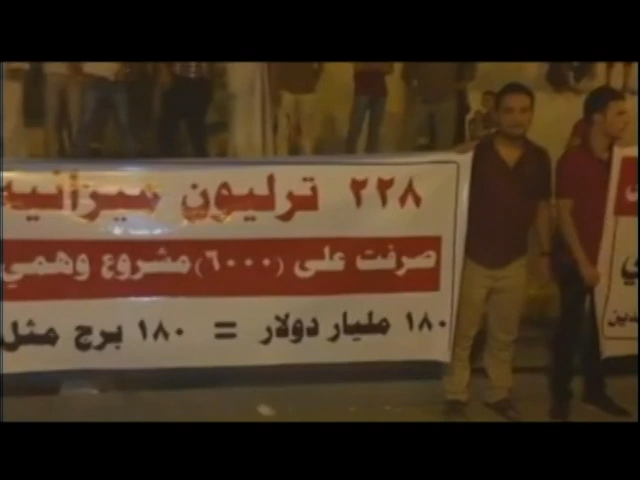 ٢٢٨ ترليون ميزانية
صرفت على (٦٠٠٠) مشروع وهمي
١٨٠ مليار دولار = ١٨٠ برج مثل